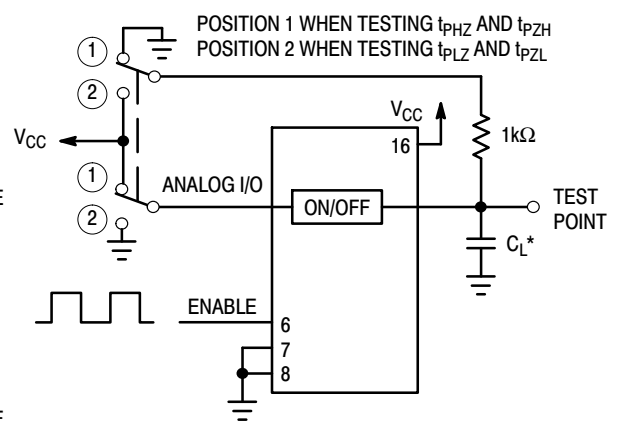 POSITION 1 WHEN TESTING tPHZ AND tPZH
POSITION 2 WHEN TESTING tPLZ AND tPZL
1
2
VCC
VCC
16
1kΩ
1
2
ANALOG I/O
ON/OFF
TEST
POINT
CL*
ENABLE
6
7
8
E
E